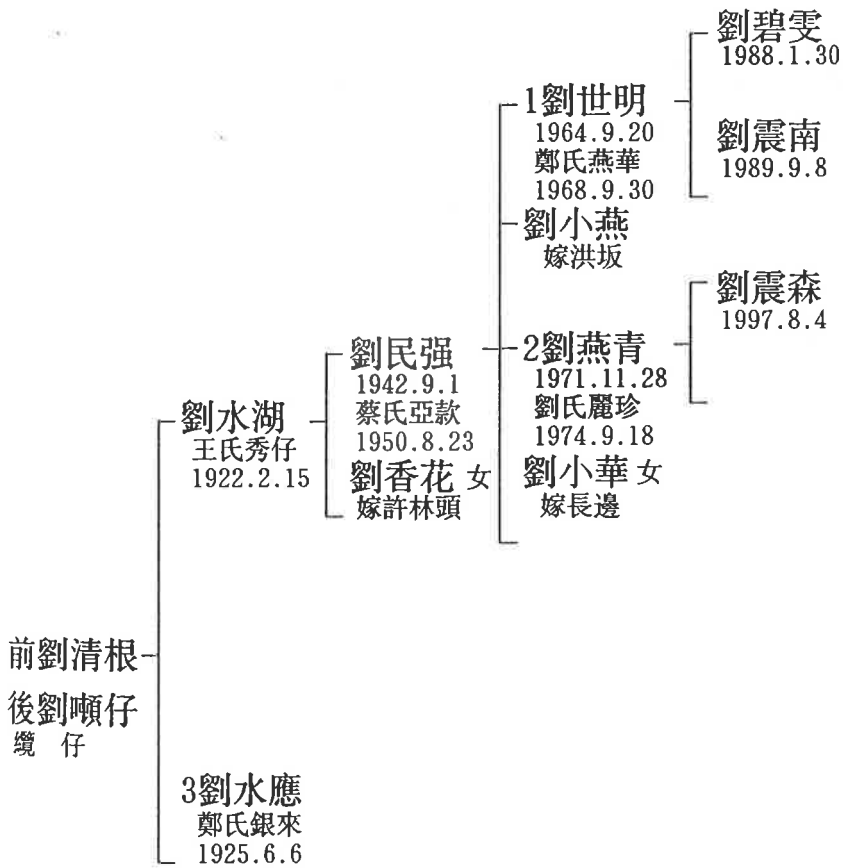 劉碧雯
1988.1.30
1劉世明
1964.9.20
鄭氏燕華
1968.9.30
劉震南
1989.9.8
劉小燕
嫁洪坂
劉震森
1997.8.4
劉民强
1942.9.1
蔡氏亞款
1950.8.23
2劉燕青
1971.11.28
劉氏麗珍
1974.9.18
劉水湖
王氏秀仔
1922.2.15
劉香花 女
嫁許林頭
劉小華 女
嫁長邊
前劉清根
後劉噸仔
纜 仔
3劉水應
鄭氏銀來
1925.6.6